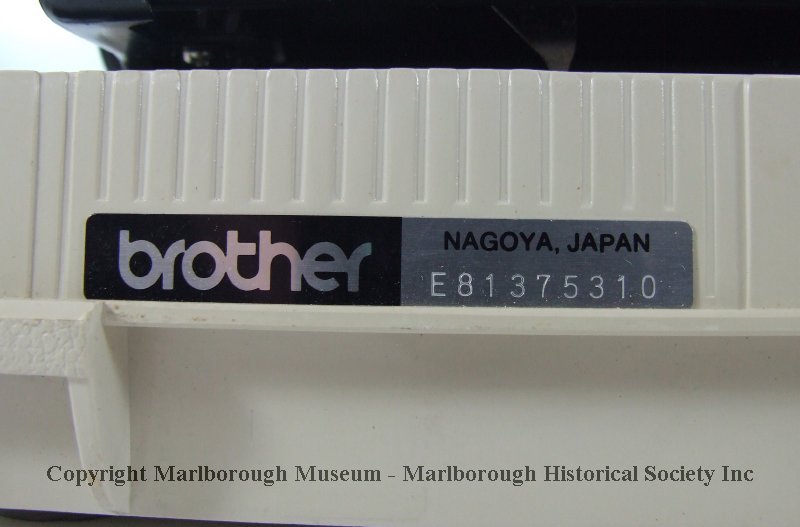 brother
NAGOYA, JAPAN
E81375310
Copyright Marlborough Museum - Marlborough Historical Society Inc